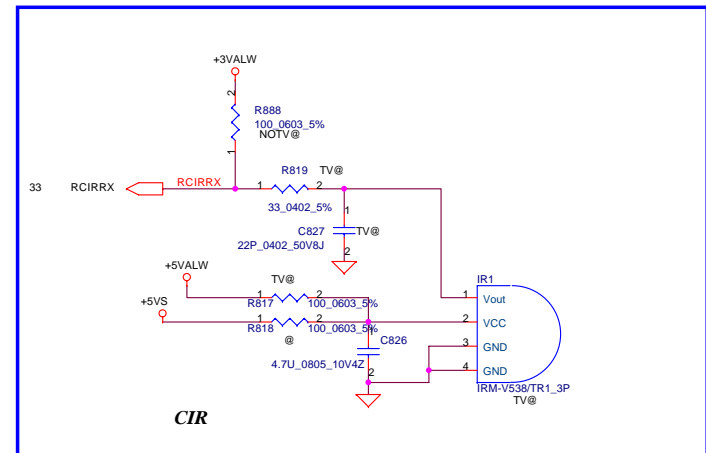 +3VALW
2
R888
100_0603_5%
NOTV@
1
33 RCIRRX
RCIRRX
1 R819 2 TV@
33_0402_5%
1
C827 TV@
22P_0402_50V8J
2
+5VALW
TV@
+5VS
1 2
R817 100_0603_5%
1 2
R818 100_0603_5%
@
1
C826
4.7U_0805_10V4Z
2
IR1
1 Vout
2 VCC
3 GND
4 GND
IRM-V538/TR1_3P
TV@
CIR